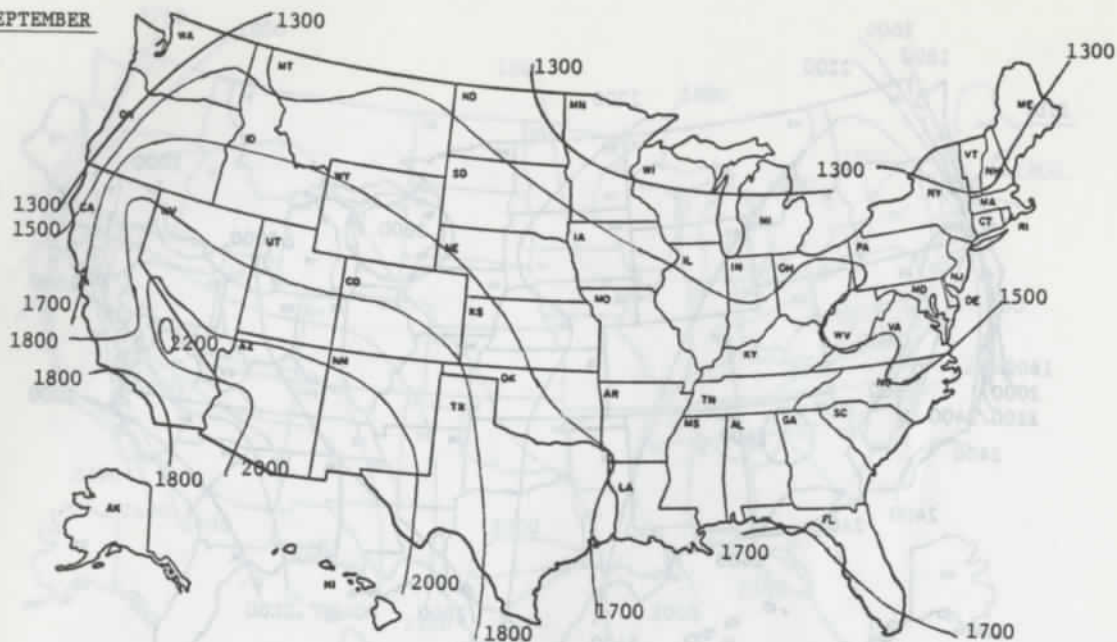 EPTEMBER
1300
1300
1300
1300
1300
1500
1700
1800
1800
1800
2200
2000
2000
1800
1700
1700
1700
1500
WA
OR
CA
ID
NV
MT
WY
UT
AZ
CO
NM
ND
SD
NE
KS
OK
TX
MN
IA
MO
AR
LA
WI
IL
MI
IN
OH
KY
TN
MS
AL
GA
FL
SC
NC
VA
WV
PA
NY
VT
NH
ME
MA
CT
RI
NJ
DE
MD
AK
HI